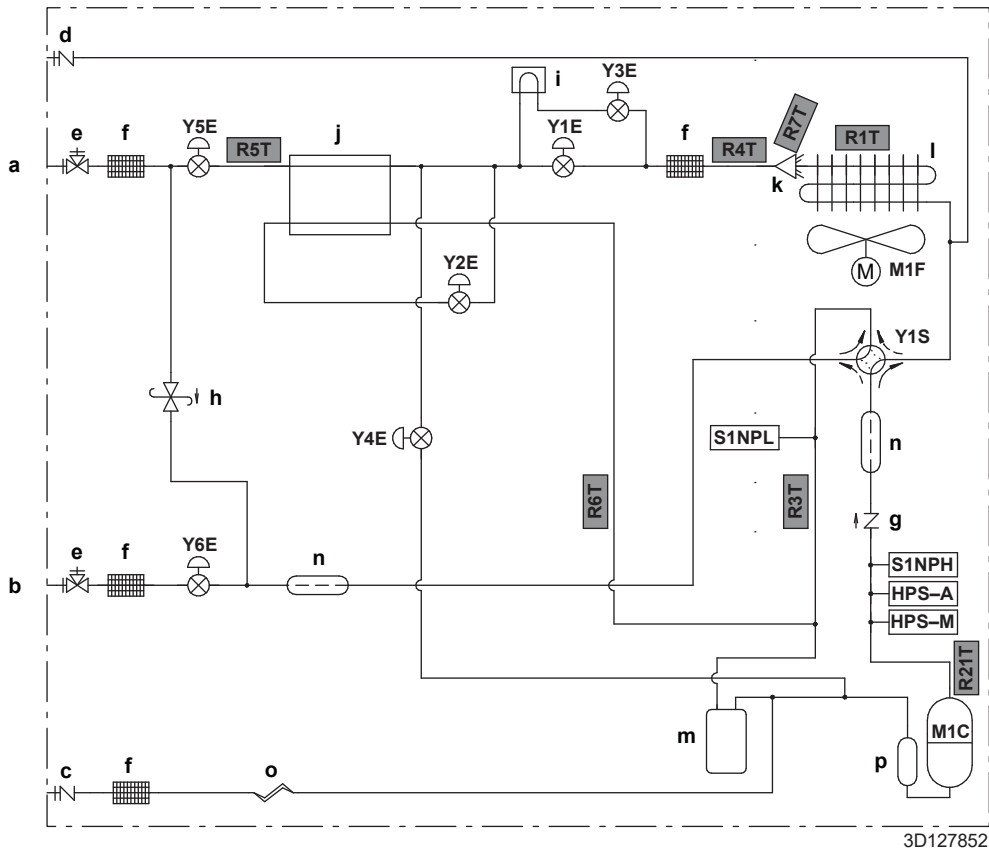 d
i
Y3E
e
f
Y5E
R5T
j
Y1E
f
R4T
R7T
R1T
l
a
k
Y2E
M
M1F
Y1S
h
Y4E
S1NPL
n
R6T
R3T
g
e
f
Y6E
n
S1NPH
b
HPS–A
HPS–M
R21T
m
M1C
p
c
f
o
3D127852